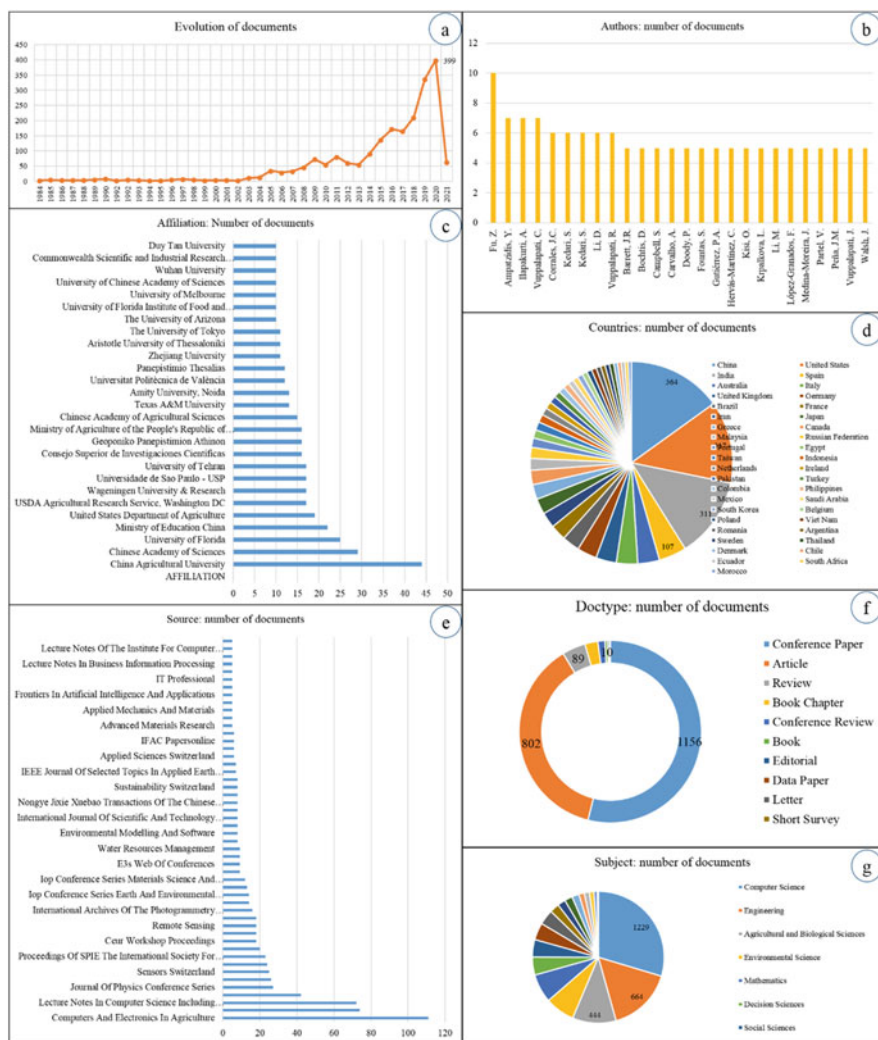 Evolution of documents
a
450
400
350
300
250
200
150
100
50
0
399
1984
1985
1986
1987
1988
1989
1990
1992
1992
1993
1994
1995
1996
1997
1998
1999
2000
2001
2002
2003
2004
2005
2006
2007
2008
2009
2010
2011
2012
2013
2014
2015
2016
2017
2018
2019
2020
2021
Authors: number of documents
b
12
10
8
6
4
2
0
Fu, Z.
Ampatzidis, Y.
Ilapakurti, A.
Vuppalapati, C.
Corrales, J.C.
Kedari, S.
Kedari, S.
Li, D.
Vuppalapati, R.
Barrett, J.R.
Bochtis, D.
Campbell, S.
Carvalho, A.
Doody, P.
Fountas, S.
Gutiérrez, P.A.
Hervás-Martínez, C.
Kisi, O.
Krpalkova, L.
Li, M.
López-Granados, F.
Medina-Moreira, J.
Partel, V.
Peña, J.M.
Vuppalapati, J.
Walsh, J.
Affiliation: Number of documents
c
Duy Tan University
Commonwealth Scientific and Industrial Research...
Wuhan University
University of Chinese Academy of Sciences
University of Melbourne
University of Florida Institute of Food and...
The University of Arizona
The University of Tokyo
Aristotle University of Thessaloniki
Zhejiang University
Panepistimio Thesalias
Universitat Politècnica de València
Amity University, Noida
Texas A&M University
Chinese Academy of Agricultural Sciences
Ministry of Agriculture of the People's Republic of...
Geoponiko Panepistimion Athinon
Consejo Superior de Investigaciones Científicas
University of Tehran
Universidade de Sao Paulo - USP
Wageningen University & Research
USDA Agricultural Research Service, Washington DC
United States Department of Agriculture
Ministry of Education China
University of Florida
Chinese Academy of Sciences
China Agricultural University
AFFILIATION
0 5 10 15 20 25 30 35 40 45 50
Countries: number of documents
d
364
313
107
China United States
India Spain
Australia Italy
United Kingdom Germany
Brazil France
Iran Japan
Greece Canada
Malaysia Russian Federation
Portugal Egypt
Taiwan Indonesia
Netherlands Ireland
Pakistan Turkey
Colombia Philippines
Mexico Saudi Arabia
South Korea Belgium
Poland Viet Nam
Romania Argentina
Sweden Thailand
Denmark Chile
Ecuador South Africa
Morocco
Source: number of documents
e
Lecture Notes Of The Institute For Computer...
Lecture Notes In Business Information Processing
IT Professional
Frontiers In Artificial Intelligence And Applications
Applied Mechanics And Materials
Advanced Materials Research
IFAC Papersonline
Applied Sciences Switzerland
IEEE Journal Of Selected Topics In Applied Earth...
Sustainability Switzerland
Nongye Jixie Xuebao Transactions Of The Chinese...
International Journal Of Scientific And Technology...
Environmental Modelling And Software
Water Resources Management
E3s Web Of Conferences
Iop Conference Series Materials Science And...
Iop Conference Series Earth And Environmental...
International Archives Of The Photogrammetry...
Remote Sensing
Ceur Workshop Proceedings
Proceedings Of SPIE The International Society For...
Sensors Switzerland
Journal Of Physics Conference Series
Lecture Notes In Computer Science Including...
Computers And Electronics In Agriculture
0 20 40 60 80 100 120
Doctype: number of documents
f
1156
802
89
10
Conference Paper
Article
Review
Book Chapter
Conference Review
Book
Editorial
Data Paper
Letter
Short Survey
Subject: number of documents
g
1229
664
444
Computer Science
Engineering
Agricultural and Biological Sciences
Environmental Science
Mathematics
Decision Sciences
Social Sciences